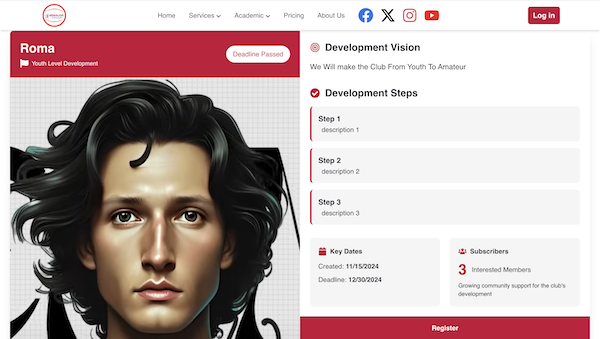 Home Services Academic Pricing About Us Log in
Roma
Youth Level Development
Deadline Passed
Development Vision
We Will make the Club From Youth To Amateur
Development Steps
Step 1
description 1
Step 2
description 2
Step 3
description 3
Key Dates
Created: 11/15/2024
Deadline: 12/30/2024
Subscribers
3 Interested Members
Growing community support for the club's
development
Register